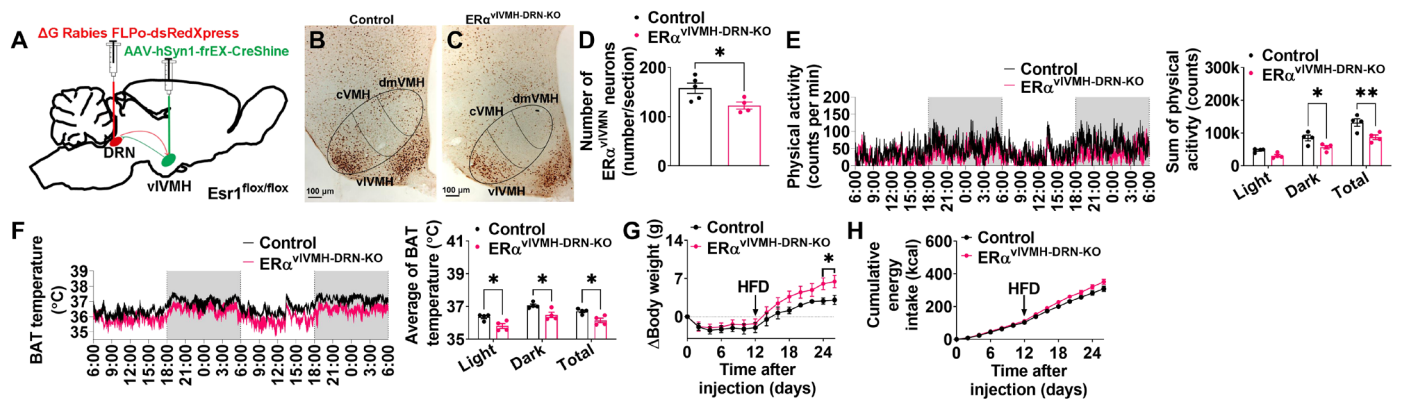 A
ΔG Rabies FLPo-dsRedXpress
AAV-hSyn1-frEX-CreShine
DRN
vlVMH
Esr1flox/flox
Control
ERαvlVMH-DRN-KO
B
C
dmVMH
cVMH
vlVMH
100 μm
dmVMH
cVMH
vlVMH
100 μm
D
Control
ERαvlVMH-DRN-KO
Number of
ERαvlVMN neurons
(number/section)
200
150
100
50
0
*
E
Control
ERαvlVMH-DRN-KO
Physical activity
(counts per min)
200
150
100
50
0
6:00
9:00
12:00
15:00
18:00
21:00
0:00
3:00
6:00
9:00
12:00
15:00
18:00
21:00
0:00
3:00
6:00
Control
ERαvlVMH-DRN-KO
Sum of physical
acitivity (counts)
300k
200k
100k
0
*
**
Light
Dark
Total
F
Control
ERαvlVMH-DRN-KO
BAT temperature
(°C)
39
38
37
36
35
6:00
9:00
12:00
15:00
18:00
21:00
0:00
3:00
6:00
9:00
12:00
15:00
18:00
21:00
0:00
3:00
6:00
Control
ERαvlVMH-DRN-KO
Average of BAT
temperature (°C)
41
39
37
35
*
*
*
Light
Dark
Total
G
Control
ERαvlVMH-DRN-KO
ΔBody weight (g)
14
7
0
HFD
*
0
6
12
18
24
Time after
injection (days)
H
Control
ERαvlVMH-DRN-KO
Cumulative
energy
intake (kcal)
600
400
200
0
HFD
0
6
12
18
24
Time after
injection (days)